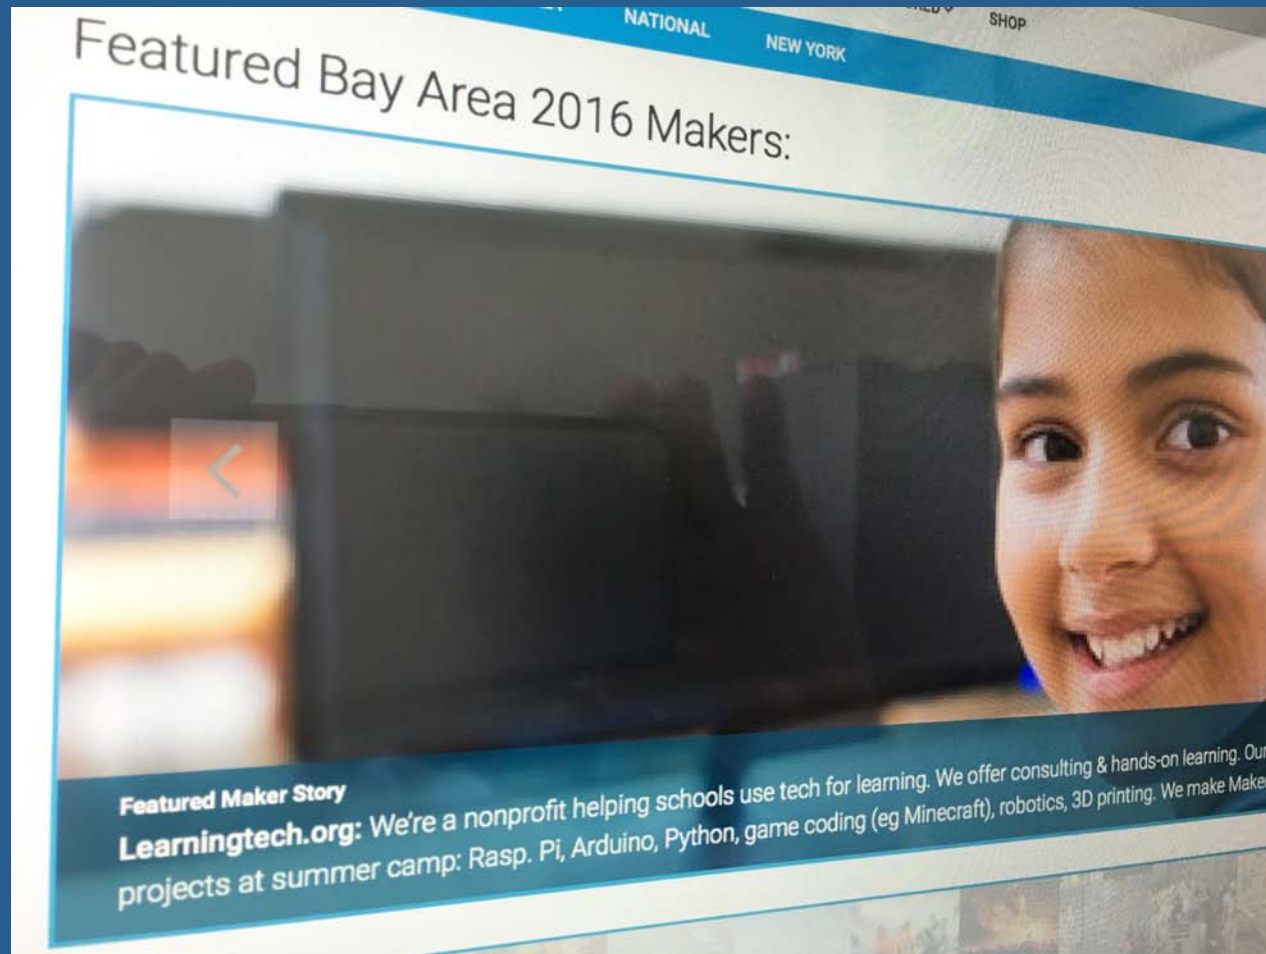 NATIONAL
NEW YORK
SHOP
Featured Bay Area 2016 Makers:
Featured Maker Story
Learningtech.org: We're a nonprofit helping schools use tech for learning. We offer consulting & hands-on learning. Our
projects at summer camp: Rasp. Pi, Arduino, Python, game coding (eg Minecraft), robotics, 3D printing. We make Make